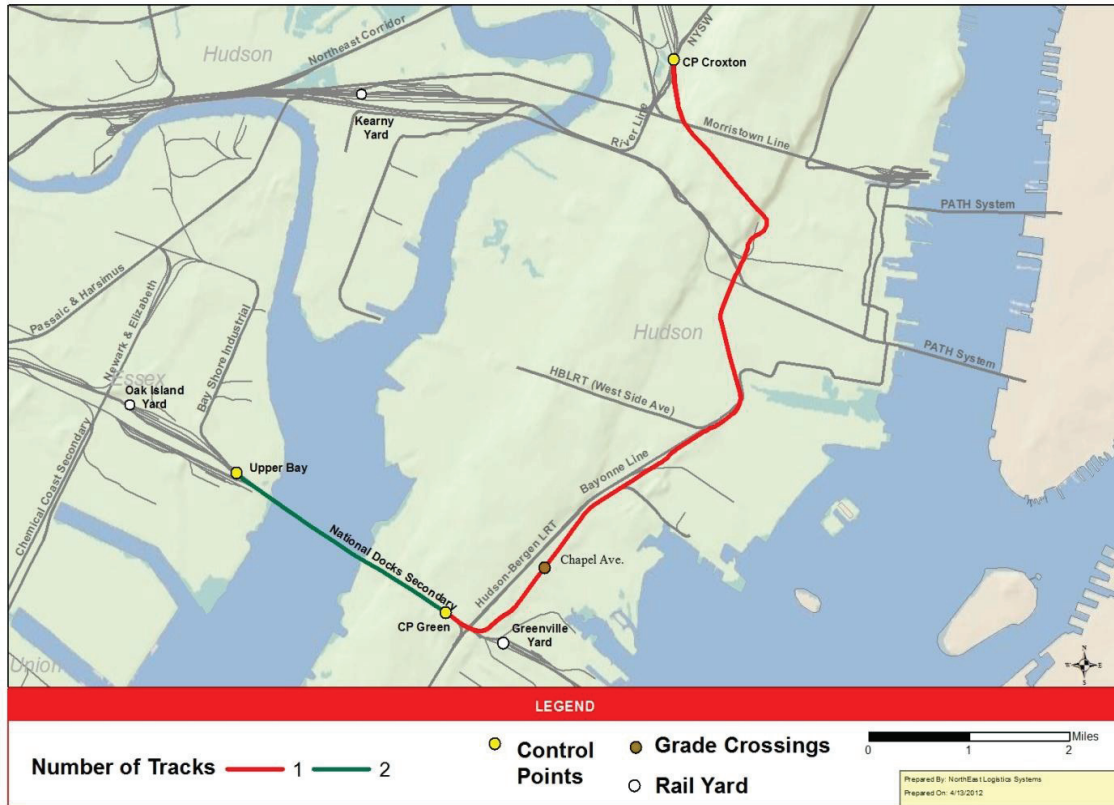 Hudson
Northeast Corridor
NYSW
CP Croxton
Kearny
Yard
River Line
Morristown Line
PATH System
Passaic & Harsimus
Newark & Elizabeth
Bay Shore Industrial
Essex
Oak Island
Yard
Hudson
PATH System
HBLRT (West Side Ave)
Chemical Coast Secondary
Upper Bay
Bayonne Line
National Docks Secondary
Hudson-Bergen LRT
Chapel Ave.
CP Green
Greenville
Yard
Union
N
W
E
S
LEGEND
Number of Tracks
1
2
Control
Points
Grade Crossings
Rail Yard
Miles
0
1
2
Prepared By: NorthEast Logistics Systems
Prepared On: 4/13/2012